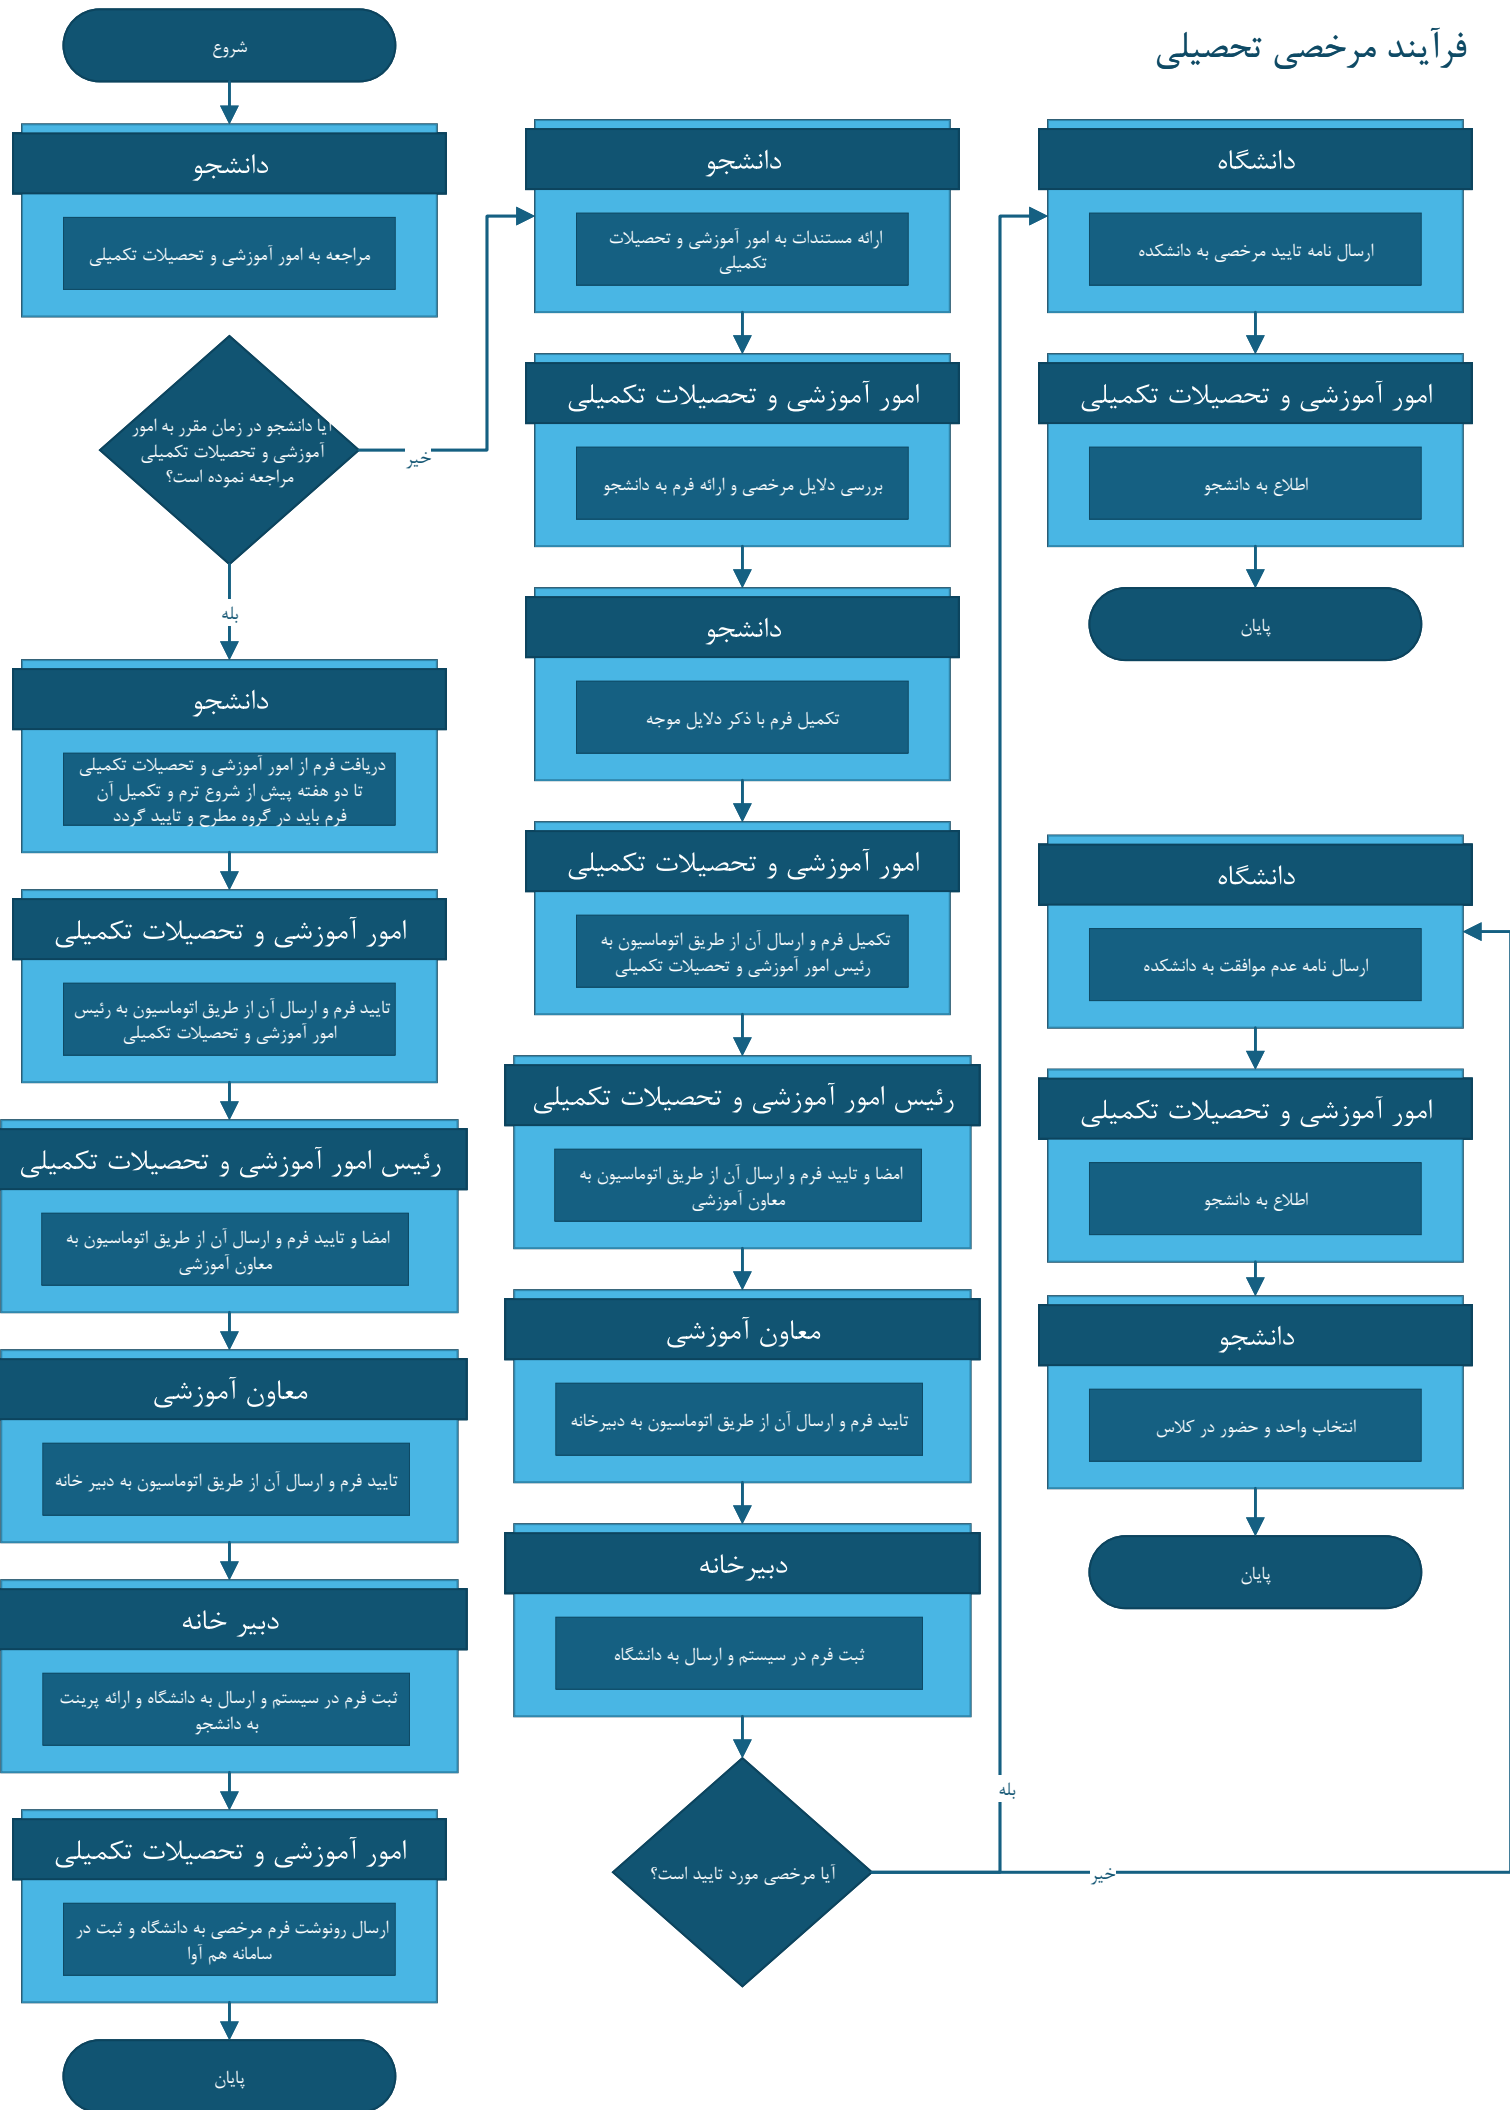 فرآیند مرخصی تحصیلی
شروع
دانشجو
مراجعه به امور آموزشی و تحصیلات تکمیلی
آیا دانشجو در زمان مقرر به امور
آموزشی و تحصیلات تکمیلی
مراجعه نموده است؟
خیر
بله
دانشجو
دریافت فرم از امور آموزشی و تحصیلات تکمیلی
تا دو هفته پیش از شروع ترم و تکمیل آن
فرم باید در گروه مطرح و تایید گردد
امور آموزشی و تحصیلات تکمیلی
تایید فرم و ارسال آن از طریق اتوماسیون به رئیس
امور آموزشی و تحصیلات تکمیلی
رئیس امور آموزشی و تحصیلات تکمیلی
امضا و تایید فرم و ارسال آن از طریق اتوماسیون به
معاون آموزشی
معاون آموزشی
تایید فرم و ارسال آن از طریق اتوماسیون به دبیر خانه
دبیر خانه
ثبت فرم در سیستم و ارسال به دانشگاه و ارائه پرینت
به دانشجو
امور آموزشی و تحصیلات تکمیلی
ارسال رونوشت فرم مرخصی به دانشگاه و ثبت در
سامانه هم آوا
پایان
دانشجو
ارائه مستندات به امور آموزشی و تحصیلات
تکمیلی
امور آموزشی و تحصیلات تکمیلی
بررسی دلایل مرخصی و ارائه فرم به دانشجو
دانشجو
تکمیل فرم با ذکر دلایل موجه
امور آموزشی و تحصیلات تکمیلی
تکمیل فرم و ارسال آن از طریق اتوماسیون به
رئیس امور آموزشی و تحصیلات تکمیلی
رئیس امور آموزشی و تحصیلات تکمیلی
امضا و تایید فرم و ارسال آن از طریق اتوماسیون به
معاون آموزشی
معاون آموزشی
تایید فرم و ارسال آن از طریق اتوماسیون به دبیرخانه
دبیرخانه
ثبت فرم در سیستم و ارسال به دانشگاه
آیا مرخصی مورد تایید است؟
بله
خیر
دانشگاه
ارسال نامه تایید مرخصی به دانشکده
امور آموزشی و تحصیلات تکمیلی
اطلاع به دانشجو
پایان
دانشگاه
ارسال نامه عدم موافقت به دانشکده
امور آموزشی و تحصیلات تکمیلی
اطلاع به دانشجو
دانشجو
انتخاب واحد و حضور در کلاس
پایان